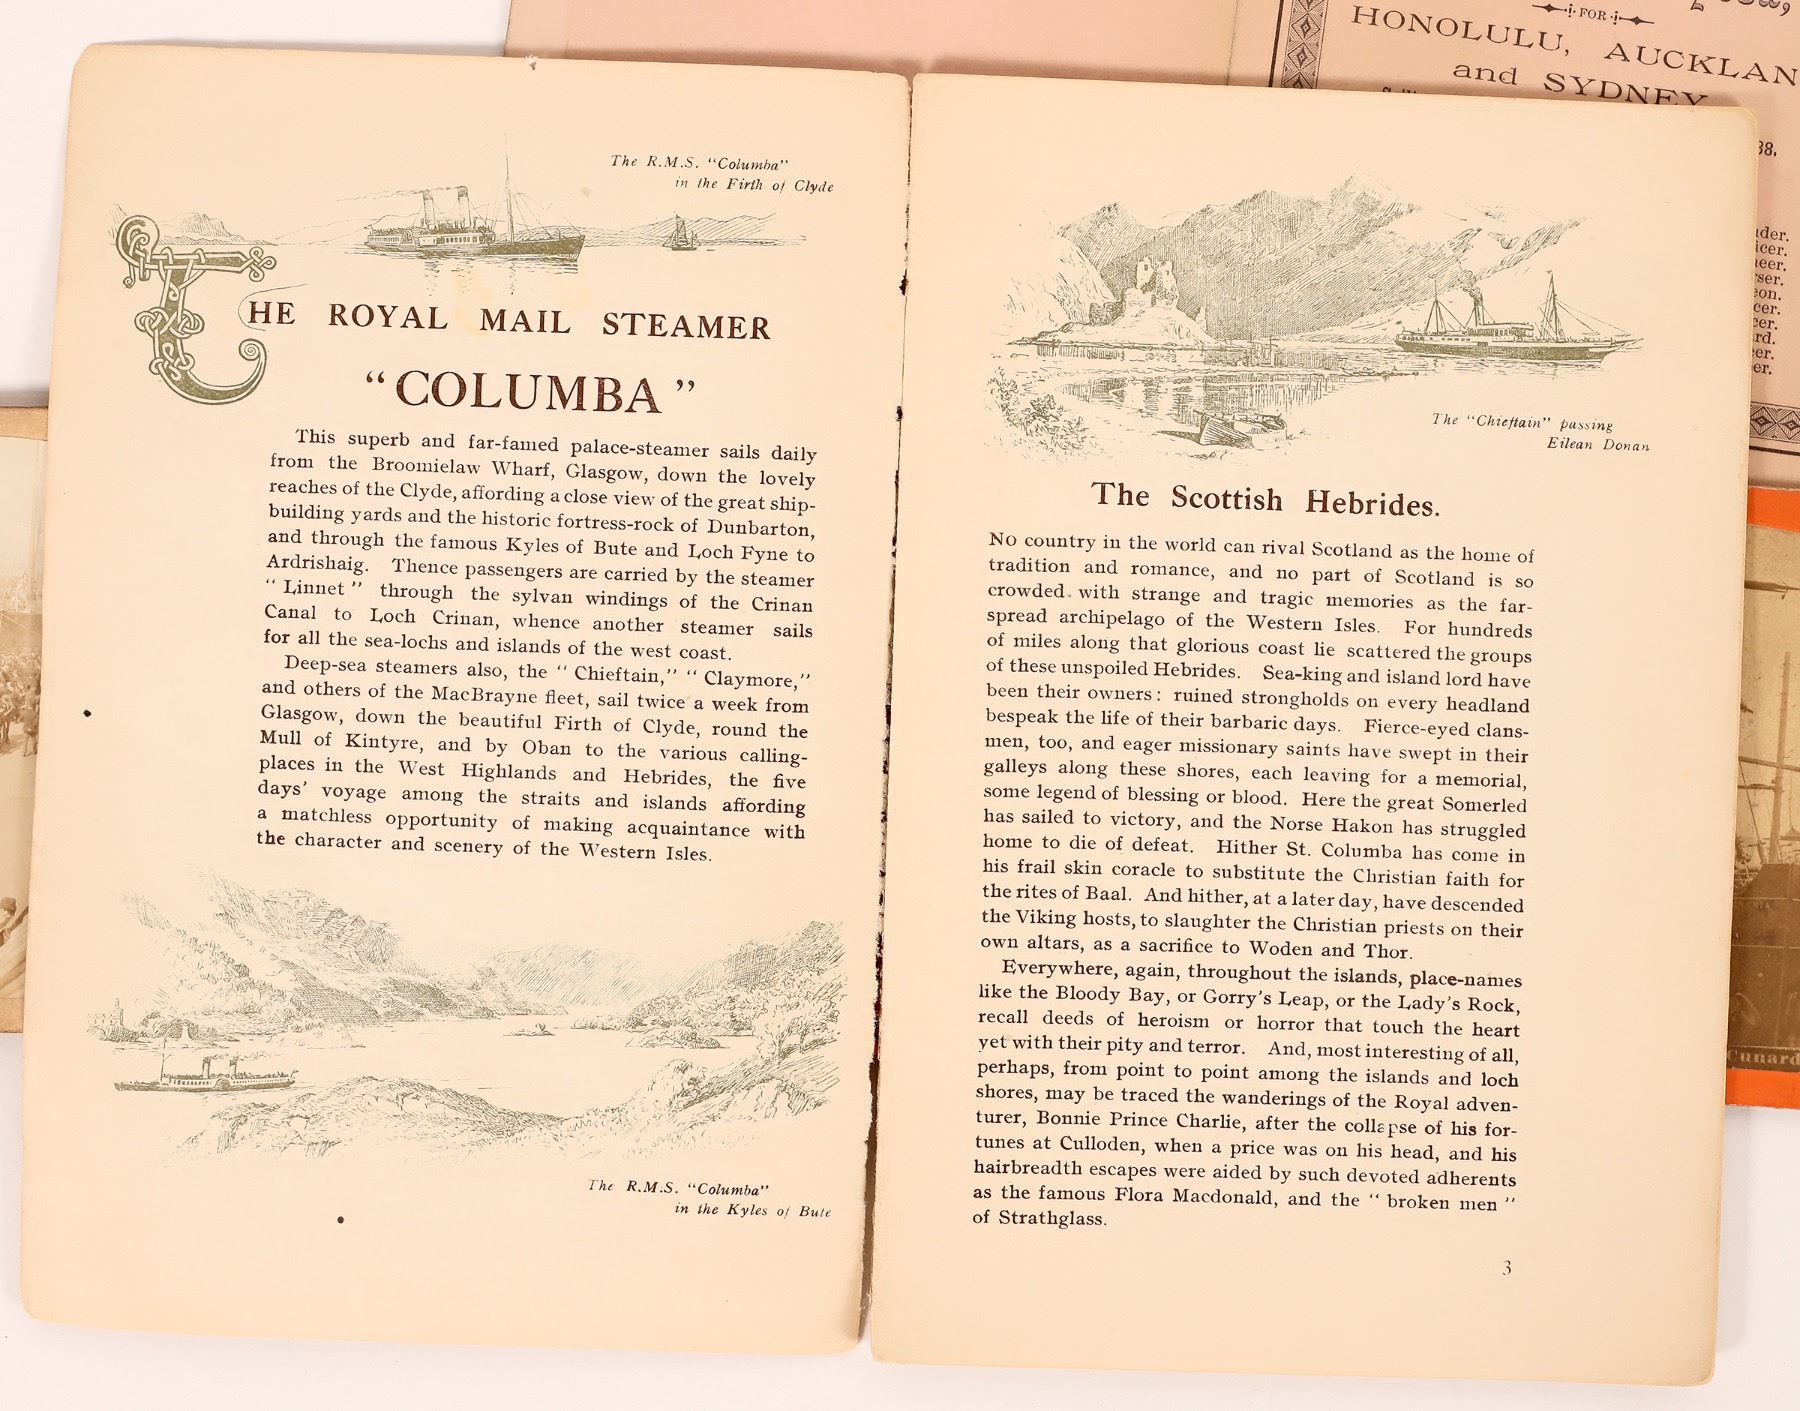 The R.M.S. "Columba"
in the Firth of Clyde
THE ROYAL MAIL STEAMER
"COLUMBA"
This superb and far-famed palace-steamer sails daily
from the Broomielaw Wharf, Glasgow, down the lovely
reaches of the Clyde, affording a close view of the great ship-
building yards and the historic fortress-rock of Dunbarton,
and through the famous Kyles of Bute and Loch Fyne to
Ardrishaig. Thence passengers are carried by the steamer
"Linnet" through the sylvan windings of the Crinan
Canal to Loch Crinan, whence another steamer sails
for all the sea-lochs and islands of the west coast.
Deep-sea steamers also, the "Chieftain," "Claymore,"
and others of the MacBrayne fleet, sail twice a week from
Glasgow, down the beautiful Firth of Clyde, round the
Mull of Kintyre, and by Oban to the various calling-
places in the West Highlands and Hebrides, the five
days' voyage among the straits and islands affording
a matchless opportunity of making acquaintance with
the character and scenery of the Western Isles.
The R.M.S. "Columba"
in the Kyles of Bute
The "Chieftain" passing
Eilean Donan
The Scottish Hebrides.
No country in the world can rival Scotland as the home of
tradition and romance, and no part of Scotland is so
crowded with strange and tragic memories as the far-
spread archipelago of the Western Isles. For hundreds
of miles along that glorious coast lie scattered the groups
of these unspoiled Hebrides. Sea-king and island lord have
been their owners: ruined strongholds on every headland
bespeak the life of their barbaric days. Fierce-eyed clans-
men, too, and eager missionary saints have swept in their
galleys along these shores, each leaving for a memorial,
some legend of blessing or blood. Here the great Somerled
has sailed to victory, and the Norse Hakon has struggled
home to die of defeat. Hither St. Columba has come in
his frail skin coracle to substitute the Christian faith for
the rites of Baal. And hither, at a later day, have descended
the Viking hosts, to slaughter the Christian priests on their
own altars, as a sacrifice to Woden and Thor.
Everywhere, again, throughout the islands, place-names
like the Bloody Bay, or Gorry's Leap, or the Lady's Rock,
recall deeds of heroism or horror that touch the heart
yet with their pity and terror. And, most interesting of all,
perhaps, from point to point among the islands and loch
shores, may be traced the wanderings of the Royal adven-
turer, Bonnie Prince Charlie, after the collapse of his for-
tunes at Culloden, when a price was on his head, and his
hairbreadth escapes were aided by such devoted adherents
as the famous Flora Macdonald, and the "broken men"
of Strathglass.
3
FOR
HONOLULU, AUCKLAN
and SYDNEY
38.
der.
icer.
eer.
ser.
eon.
cer.
cer.
rd.
er.
er.
Cunard